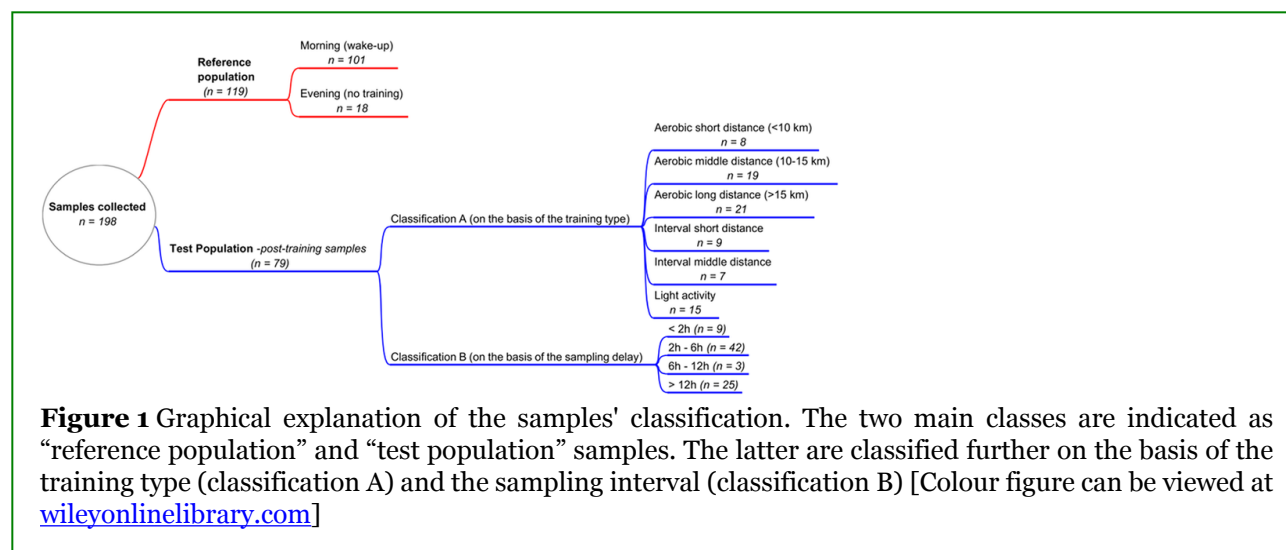 Morning (wake-up)
n = 101
Reference
population
(n = 119)
Evening (no training)
n = 18
Samples collected
n = 198
Test Population -post-training samples
(n = 79)
Classification A (on the basis of the training type)
Aerobic short distance (<10 km)
n = 8
Aerobic middle distance (10-15 km)
n = 19
Aerobic long distance (>15 km)
n = 21
Interval short distance
n = 9
Interval middle distance
n = 7
Light activity
n = 15
Classification B (on the basis of the sampling delay)
< 2h (n = 9)
2h - 6h (n = 42)
6h - 12h (n = 3)
> 12h (n = 25)
Figure 1 Graphical explanation of the samples' classification. The two main classes are indicated as
“reference population” and “test population” samples. The latter are classified further on the basis of the
training type (classification A) and the sampling interval (classification B) [Colour figure can be viewed at
wileyonlinelibrary.com]